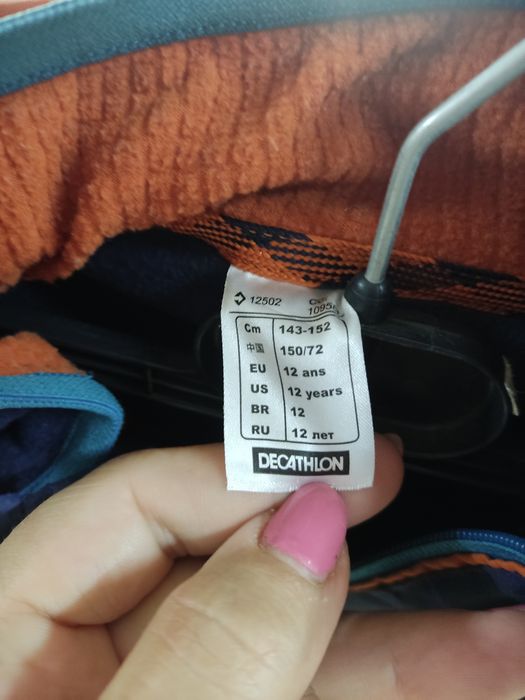 12502
Cm 143-152
中国 150/72
EU 12 ans
US 12 years
BR 12
RU 12 лет
DECATHLON